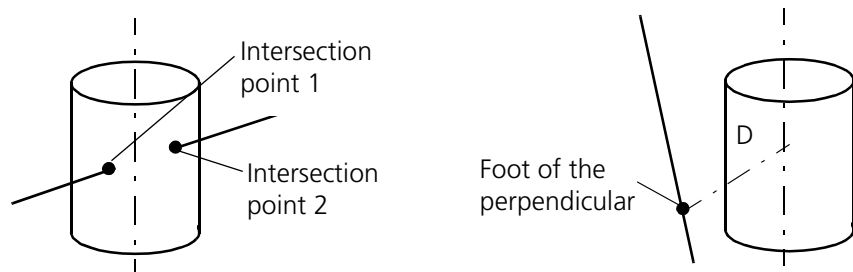 Intersection
point 1
Intersection
point 2
D
Foot of the
perpendicular